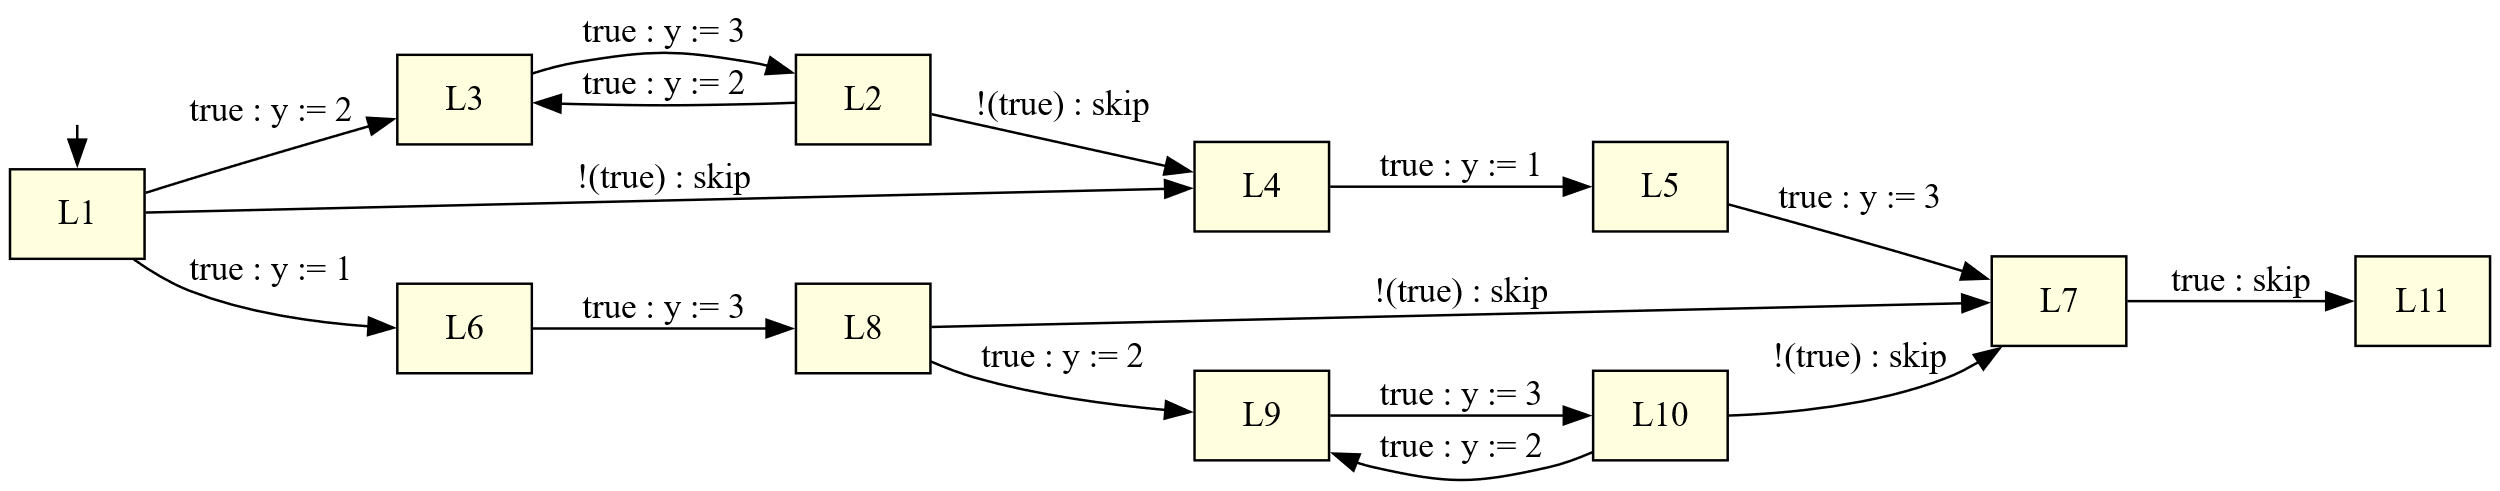 true : y := 3
L3
true : y := 2
L2
true : y := 2
!(true) : skip
L1
!(true) : skip
L4
true : y := 1
L5
true : y := 3
true : y := 1
L6
true : y := 3
L8
!(true) : skip
L7
true : skip
L11
true : y := 2
L9
true : y := 3
L10
!(true) : skip
true : y := 2